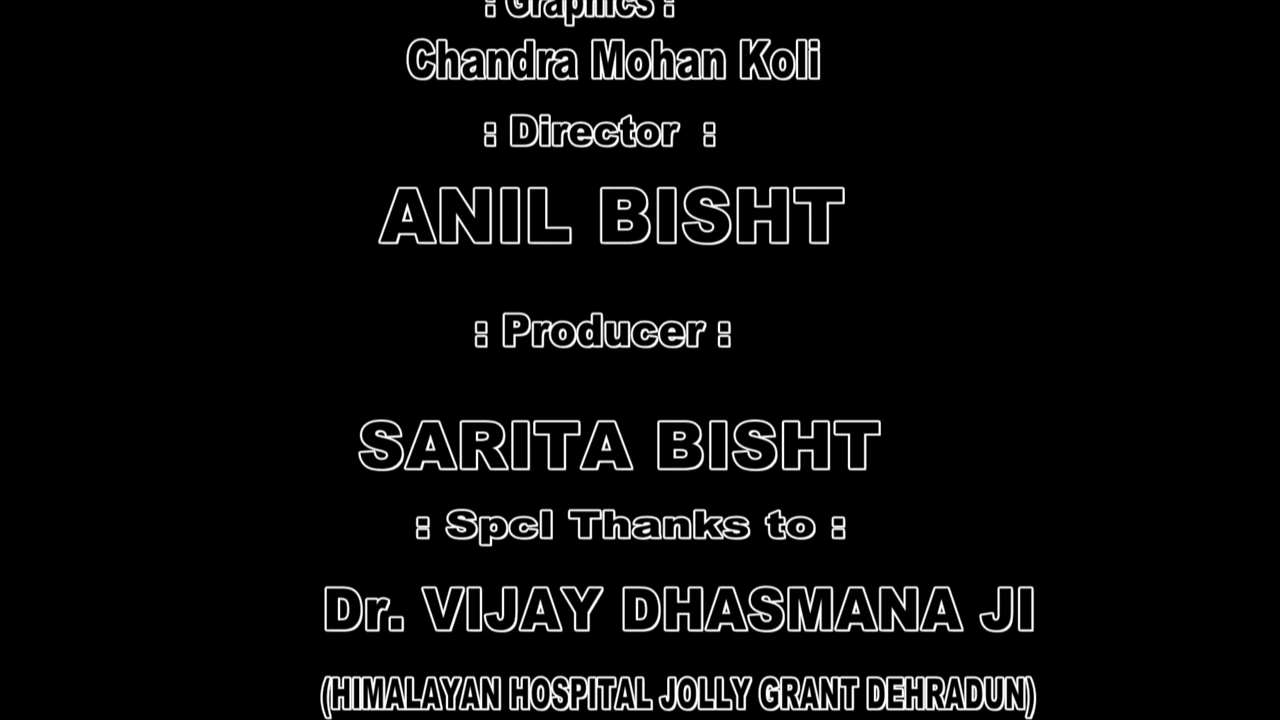 : Graphics :
Chandra Mohan Koli
: Director :
ANIL BISHT
: Producer :
SARITA BISHT
: Spcl Thanks to :
Dr. VIJAY DHASMANA JI
(HIMALAYAN HOSPITAL JOLLY GRANT DEHRADUN)